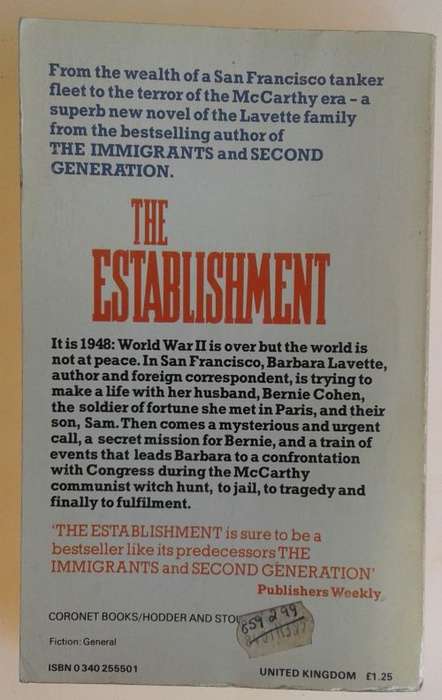 From the wealth of a San Francisco tanker
fleet to the terror of the McCarthy era – a
superb new novel of the Lavette family
from the bestselling author of
THE IMMIGRANTS and SECOND
GENERATION.
THE
ESTABLISHMENT
It is 1948: World War II is over but the world is
not at peace. In San Francisco, Barbara Lavette,
author and foreign correspondent, is trying to
make a life with her husband, Bernie Cohen,
the soldier of fortune she met in Paris, and their
son, Sam. Then comes a mysterious and urgent
call, a secret mission for Bernie, and a train of
events that leads Barbara to a confrontation
with Congress during the McCarthy
communist witch hunt, to jail, to tragedy and
finally to fulfilment.
'THE ESTABLISHMENT is sure to be a
bestseller like its predecessors THE
IMMIGRANTS and SECOND GENERATION'
Publishers Weekly
CORONET BOOKS/HODDER AND
859 2 99
Fiction: General
ISBN 0 340 255501
UNITED KINGDOM £1.25